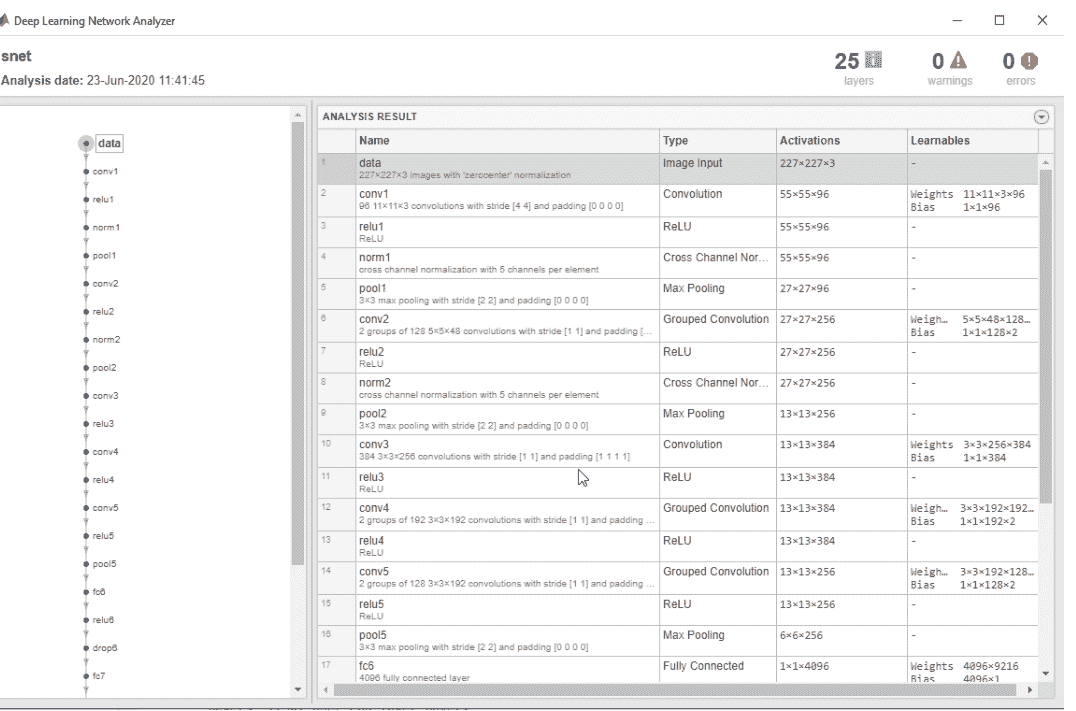 Deep Learning Network Analyzer
snet
Analysis date: 23-Jun-2020 11:41:45
25 layers
0 warnings
0 errors
data
conv1
relu1
norm1
pool1
conv2
relu2
norm2
pool2
conv3
relu3
conv4
relu4
conv5
relu5
pool5
fc6
relu6
drop6
fc7
ANALYSIS RESULT
Name Type Activations Learnables
1 data Image Input 227×227×3 -
227×227×3 images with 'zerocenter' normalization
2 conv1 Convolution 55×55×96 Weights 11×11×3×96
96 11×11×3 convolutions with stride [4 4] and padding [0 0 0 0] Bias 1×1×96
3 relu1 ReLU 55×55×96 -
ReLU
4 norm1 Cross Channel Nor... 55×55×96 -
cross channel normalization with 5 channels per element
5 pool1 Max Pooling 27×27×96 -
3×3 max pooling with stride [2 2] and padding [0 0 0 0]
6 conv2 Grouped Convolution 27×27×256 Weigh... 5×5×48×128...
2 groups of 128 5×5×48 convolutions with stride [1 1] and padding [... Bias 1×1×128×2
7 relu2 ReLU 27×27×256 -
ReLU
8 norm2 Cross Channel Nor... 27×27×256 -
cross channel normalization with 5 channels per element
9 pool2 Max Pooling 13×13×256 -
3×3 max pooling with stride [2 2] and padding [0 0 0 0]
10 conv3 Convolution 13×13×384 Weights 3×3×256×384
384 3×3×256 convolutions with stride [1 1] and padding [1 1 1 1] Bias 1×1×384
11 relu3 ReLU 13×13×384 -
ReLU
12 conv4 Grouped Convolution 13×13×384 Weigh... 3×3×192×192...
2 groups of 192 3×3×192 convolutions with stride [1 1] and padding ... Bias 1×1×192×2
13 relu4 ReLU 13×13×384 -
ReLU
14 conv5 Grouped Convolution 13×13×256 Weigh... 3×3×192×128...
2 groups of 128 3×3×192 convolutions with stride [1 1] and padding ... Bias 1×1×128×2
15 relu5 ReLU 13×13×256 -
ReLU
16 pool5 Max Pooling 6×6×256 -
3×3 max pooling with stride [2 2] and padding [0 0 0 0]
17 fc6 Fully Connected 1×1×4096 Weights 4096×9216
4096 fully connected layer Bias 4096×1